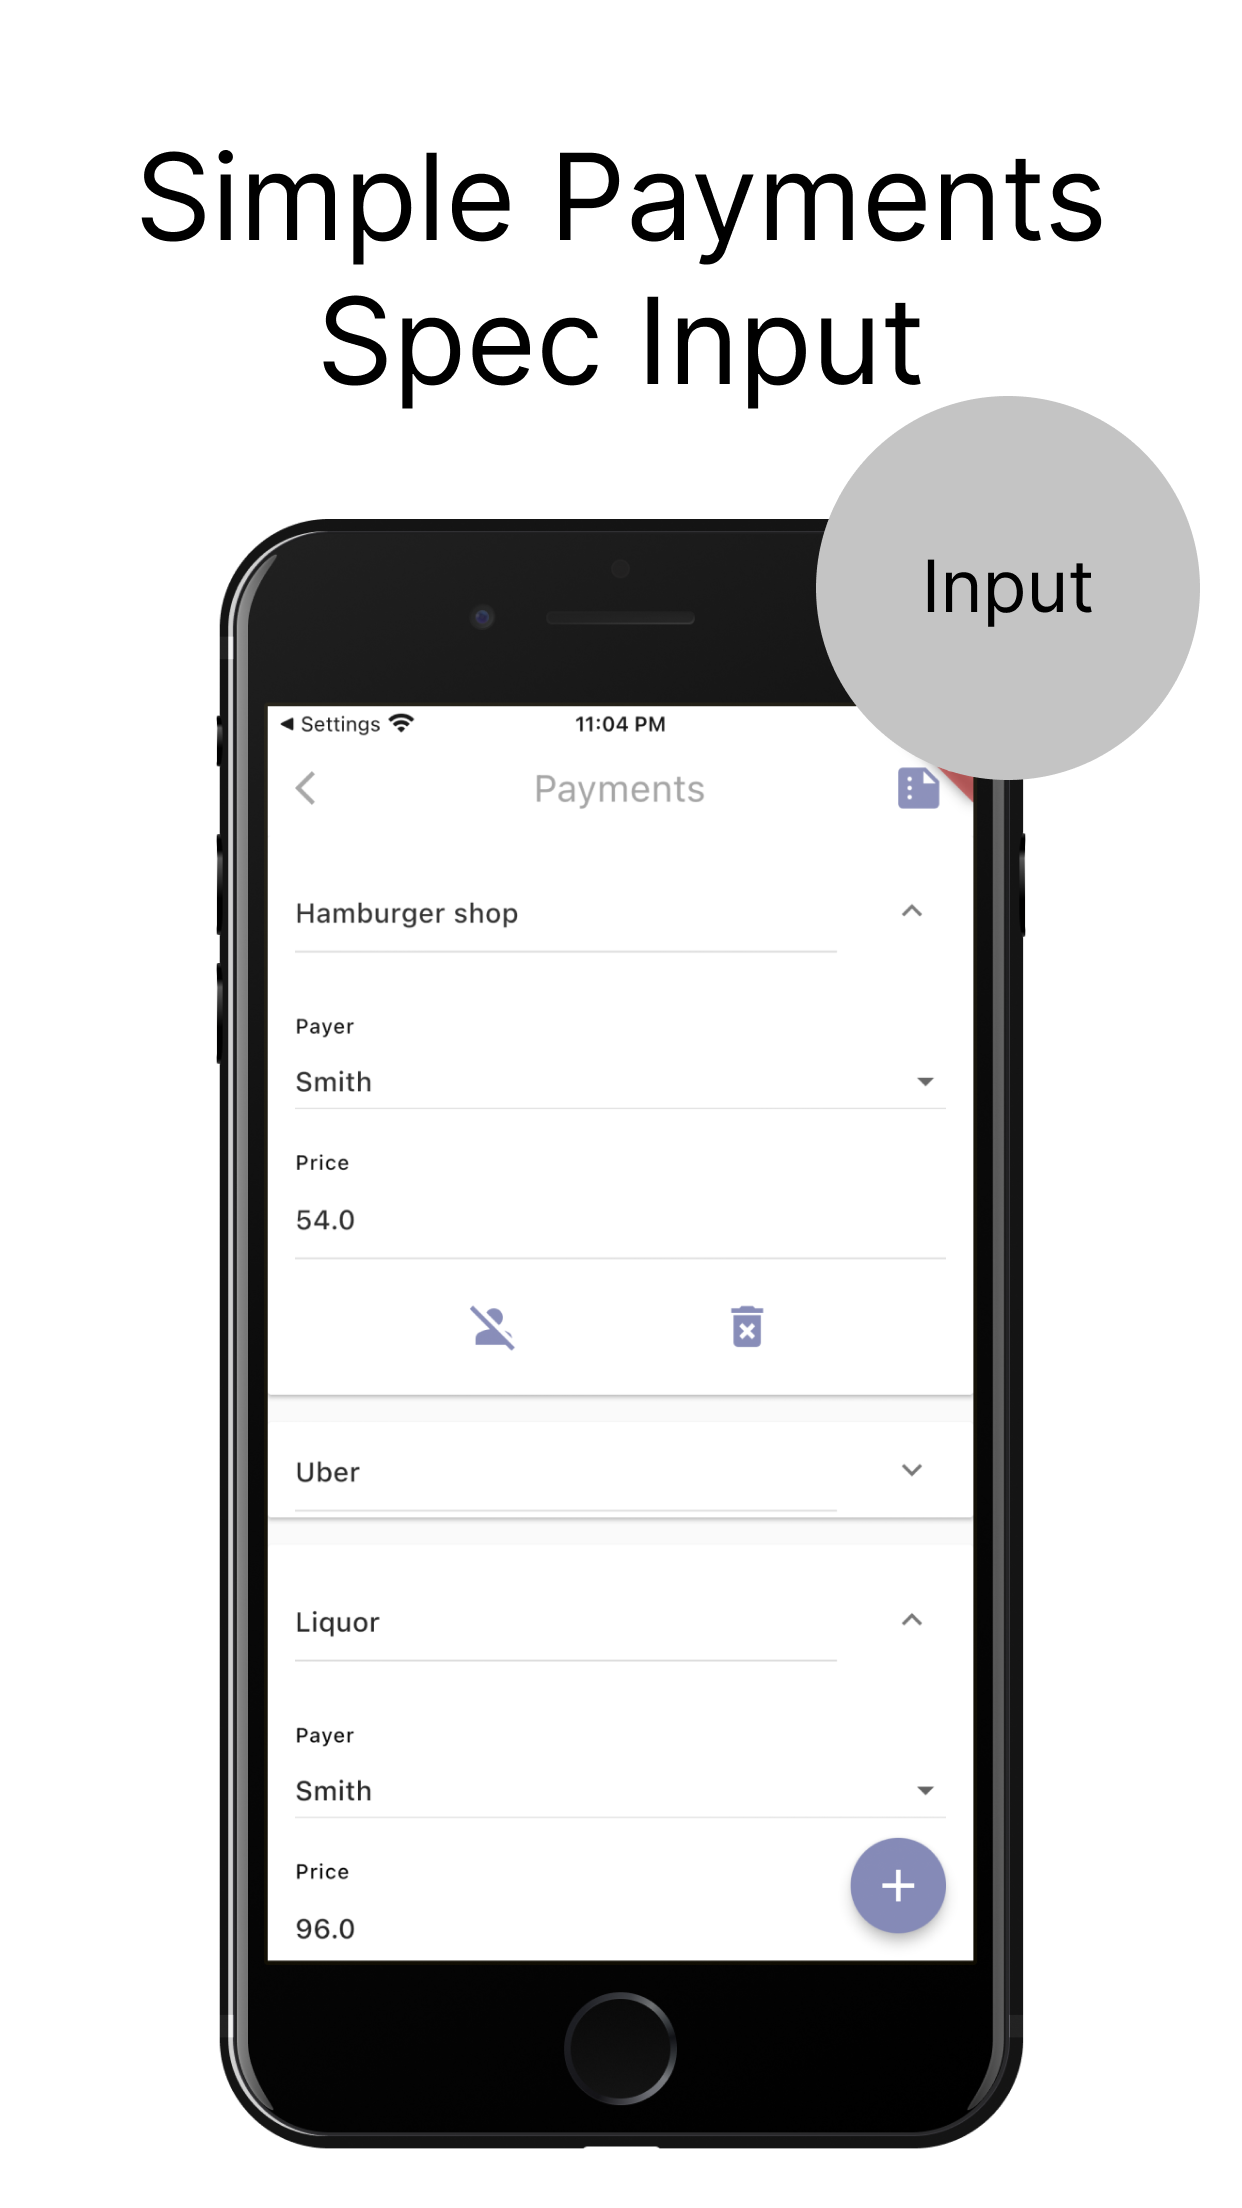 Simple Payments
Spec Input
Input
Settings
11:04 PM
Payments
Hamburger shop
Payer
Smith
Price
54.0
Uber
Liquor
Payer
Smith
Price
96.0